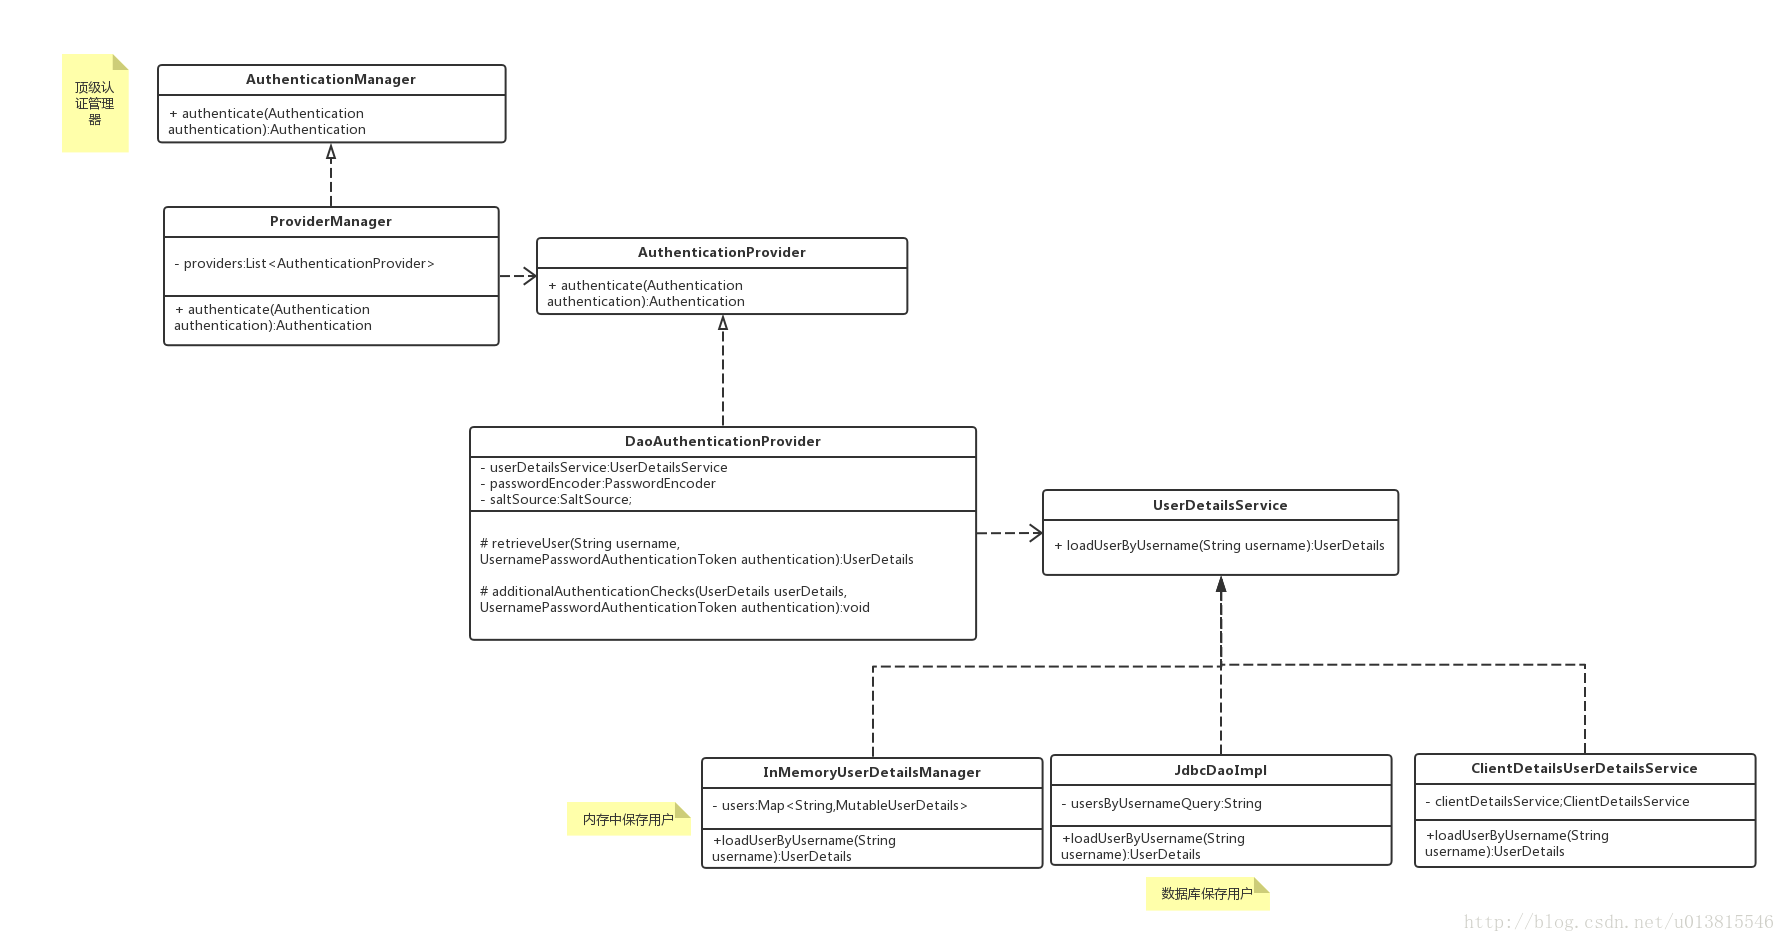 顶级认
证管理
器
AuthenticationManager
+ authenticate(Authentication
authentication):Authentication
ProviderManager
- providers:List<AuthenticationProvider>
+ authenticate(Authentication
authentication):Authentication
AuthenticationProvider
+ authenticate(Authentication
authentication):Authentication
DaoAuthenticationProvider
- userDetailsService:UserDetailsService
- passwordEncoder:PasswordEncoder
- saltSource:SaltSource;
# retrieveUser(String username,
UsernamePasswordAuthenticationToken authentication):UserDetails
# additionalAuthenticationChecks(UserDetails userDetails,
UsernamePasswordAuthenticationToken authentication):void
UserDetailsService
+ loadUserByUsername(String username):UserDetails
内存中保存用户
InMemoryUserDetailsManager
- users:Map<String,MutableUserDetails>
+loadUserByUsername(String
username):UserDetails
JdbcDaoImpl
- usersByUsernameQuery:String
+loadUserByUsername(String
username):UserDetails
数据库保存用户
ClientDetailsUserDetailsService
- clientDetailsService;ClientDetailsService
+loadUserByUsername(String
username):UserDetails
http://blog.csdn.net/u013815546